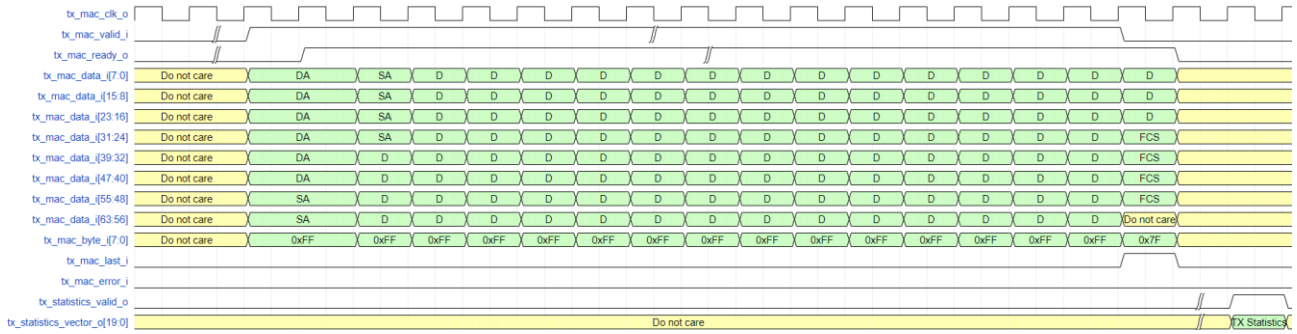 tx_mac_clk_o
tx_mac_valid_i
tx_mac_ready_o
tx_mac_data_i[7:0] Do not care DA SA D D D D D D D D D D D D D D
tx_mac_data_i[15:8] Do not care DA SA D D D D D D D D D D D D D D
tx_mac_data_i[23:16] Do not care DA SA D D D D D D D D D D D D D D
tx_mac_data_i[31:24] Do not care DA SA D D D D D D D D D D D D D FCS
tx_mac_data_i[39:32] Do not care DA D D D D D D D D D D D D D D FCS
tx_mac_data_i[47:40] Do not care DA D D D D D D D D D D D D D D FCS
tx_mac_data_i[55:48] Do not care SA D D D D D D D D D D D D D D FCS
tx_mac_data_i[63:56] Do not care SA D D D D D D D D D D D D D D Do not care
tx_mac_byte_i[7:0] Do not care 0xFF 0xFF 0xFF 0xFF 0xFF 0xFF 0xFF 0xFF 0xFF 0xFF 0xFF 0xFF 0xFF 0xFF 0xFF 0x7F
tx_mac_last_i
tx_mac_error_i
tx_statistics_valid_o
tx_statistics_vector_o[19:0] Do not care TX Statistics